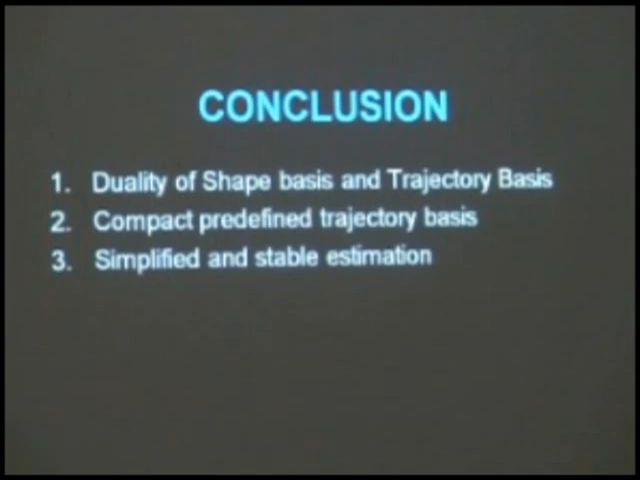 CONCLUSION
1. Duality of Shape basis and Trajectory Basis
2. Compact predefined trajectory basis
3. Simplified and stable estimation